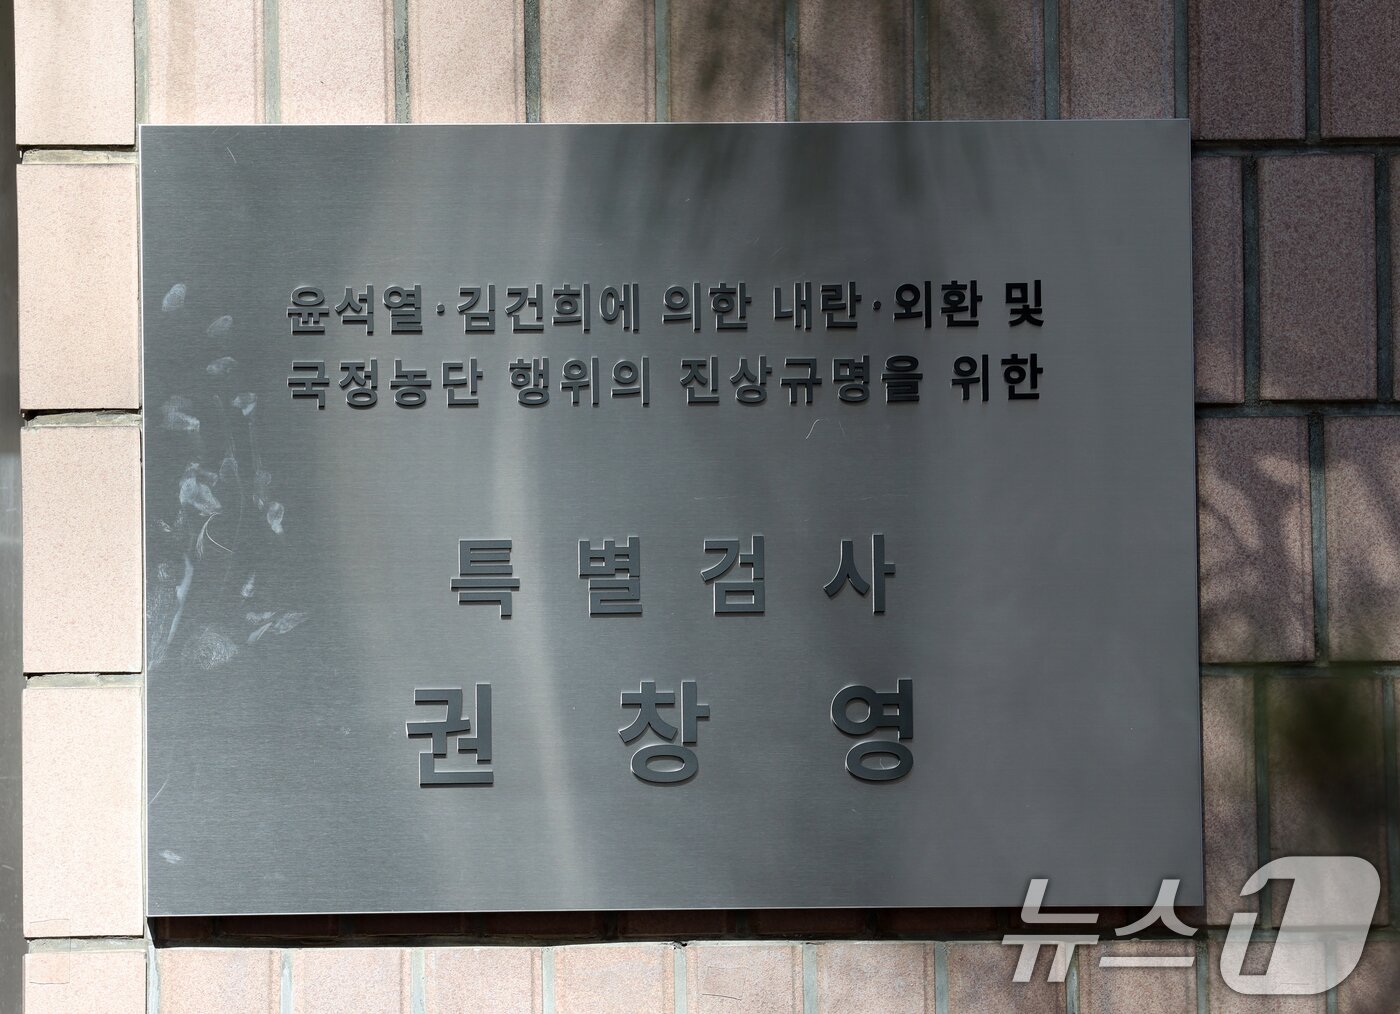 윤석열·김건희에 의한 내란·외환 및
국정농단 행위의 진상규명을 위한
특별검사
권창영
뉴스1